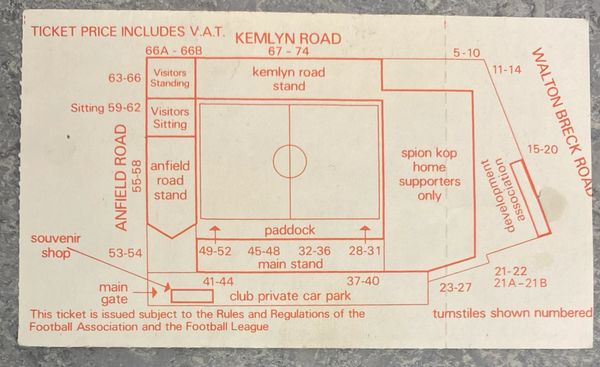 TICKET PRICE INCLUDES V.A.T.
KEMLYN ROAD
66A - 66B
67 - 74
5-10
11-14
WALTON BRECK ROAD
63-66
Visitors
Standing
kemlyn road
stand
Sitting 59-62
Visitors
Sitting
ANFIELD ROAD
55-58
anfield
road
stand
spion kop
home
supporters
only
15-20
development
association
paddock
souvenir
shop
53-54
49-52
45-48
32-36
28-31
main stand
41-44
37-40
21-22
21A-21B
23-27
main
gate
club private car park
This ticket is issued subject to the Rules and Regulations of the
Football Association and the Football League
turnstiles shown numbered